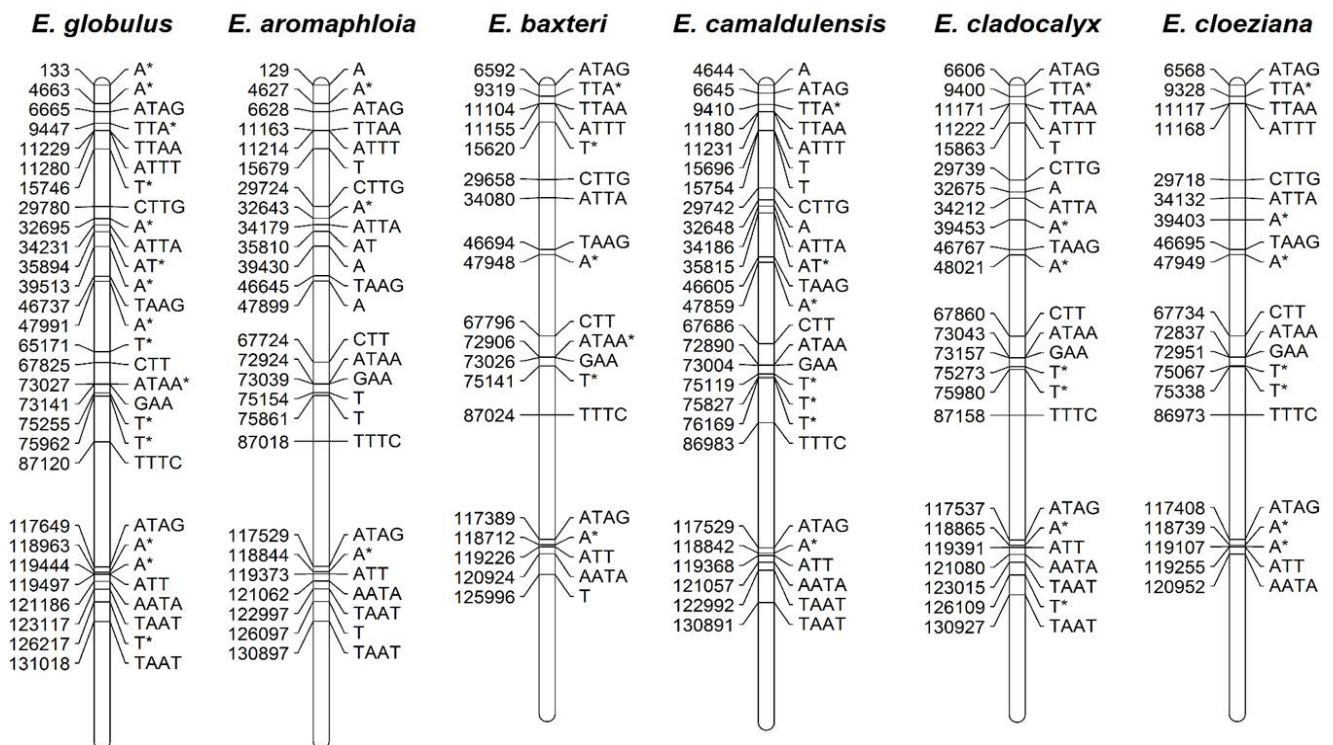 E. globulus
133 A*
4663 A*
6665 ATAG
9447 TTA*
11229 TTAA
11280 ATTT
15746 T*
29780 CTTG
32695 A*
34231 ATTA
35894 AT*
39513 A*
46737 TAAG
47991 A*
65171 T*
67825 CTT
73027 ATAA*
73141 GAA
75255 T*
75962 T*
87120 TTTC
117649 ATAG
118963 A*
119444 A*
119497 ATT
121186 AATA
123117 TAAT
126217 T*
131018 TAAT
E. aromaphloia
129 A
4627 A*
6628 ATAG
11163 TTAA
11214 ATTT
15679 T
29724 CTTG
32643 A*
34179 ATTA
35810 AT
39430 A
46645 TAAG
47899 A
67724 CTT
72924 ATAA
73039 GAA
75154 T
75861 T
87018 TTTC
117529 ATAG
118844 A*
119373 ATT
121062 AATA
122997 TAAT
126097 T
130897 TAAT
E. baxteri
6592 ATAG
9319 TTA*
11104 TTAA
11155 ATTT
15620 T*
29658 CTTG
34080 ATTA
46694 TAAG
47948 A*
67796 CTT
72906 ATAA*
73026 GAA
75141 T*
87024 TTTC
117389 ATAG
118712 A*
119226 ATT
120924 AATA
125996 T
E. camaldulensis
4644 A
6645 ATAG
9410 TTA*
11180 TTAA
11231 ATTT
15696 T
15754 T
29742 CTTG
32648 A
34186 ATTA
35815 AT*
46605 TAAG
47859 A*
67686 CTT
72890 ATAA
73004 GAA
75119 T*
75827 T*
76169 T*
86983 TTTC
117529 ATAG
118842 A*
119368 ATT
121057 AATA
122992 TAAT
130891 TAAT
E. cladocalyx
6606 ATAG
9400 TTA*
11171 TTAA
11222 ATTT
15863 T
29739 CTTG
32675 A
34212 ATTA
39453 A*
46767 TAAG
48021 A*
67860 CTT
73043 ATAA
73157 GAA
75273 T*
75980 T*
87158 TTTC
117537 ATAG
118865 A*
119391 ATT
121080 AATA
123015 TAAT
126109 T*
130927 TAAT
E. cloeziana
6568 ATAG
9328 TTA*
11117 TTAA
11168 ATTT
29718 CTTG
34132 ATTA
39403 A*
46695 TAAG
47949 A*
67734 CTT
72837 ATAA
72951 GAA
75067 T*
75338 T*
86973 TTTC
117408 ATAG
118739 A*
119107 A*
119255 ATT
120952 AATA